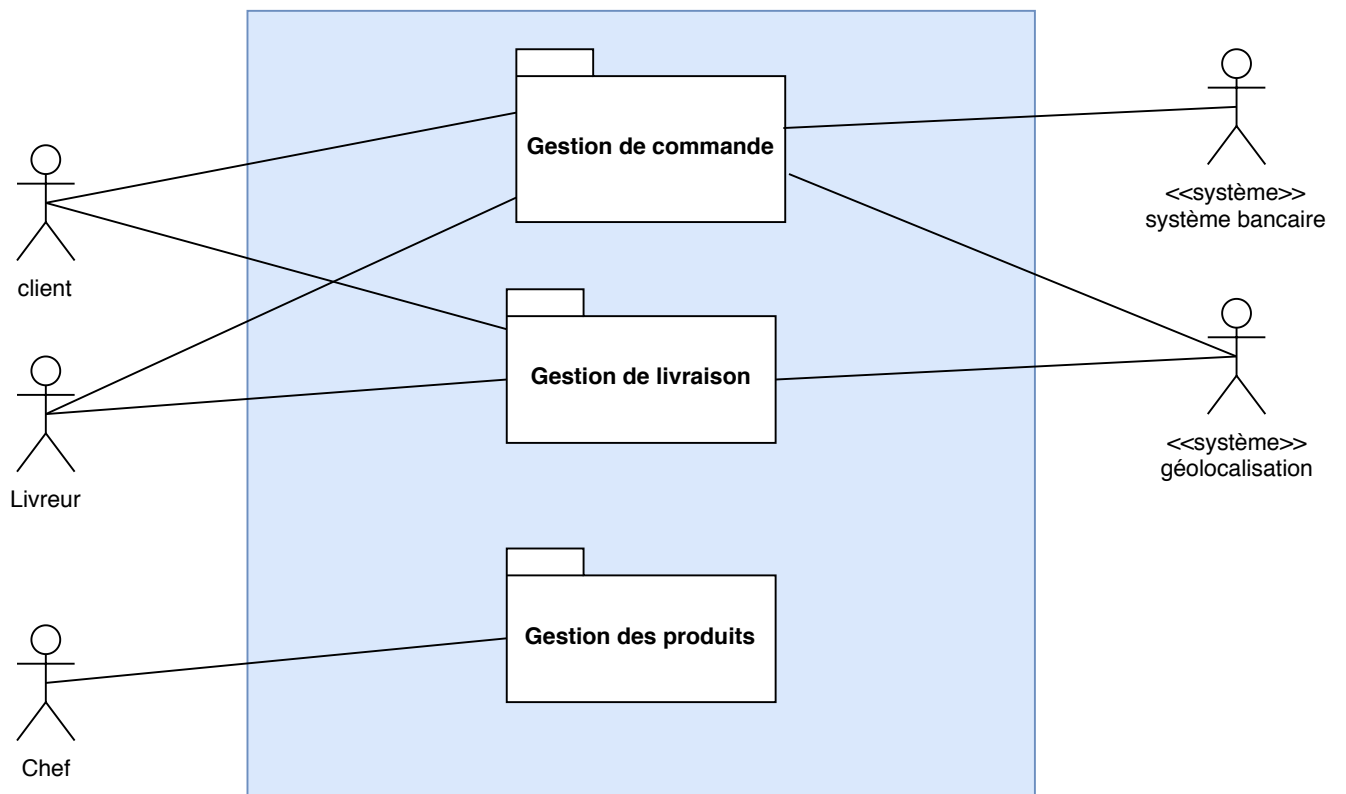 Gestion de commande
<<système>>
système bancaire
client
Gestion de livraison
<<système>>
géolocalisation
Livreur
Gestion des produits
Chef